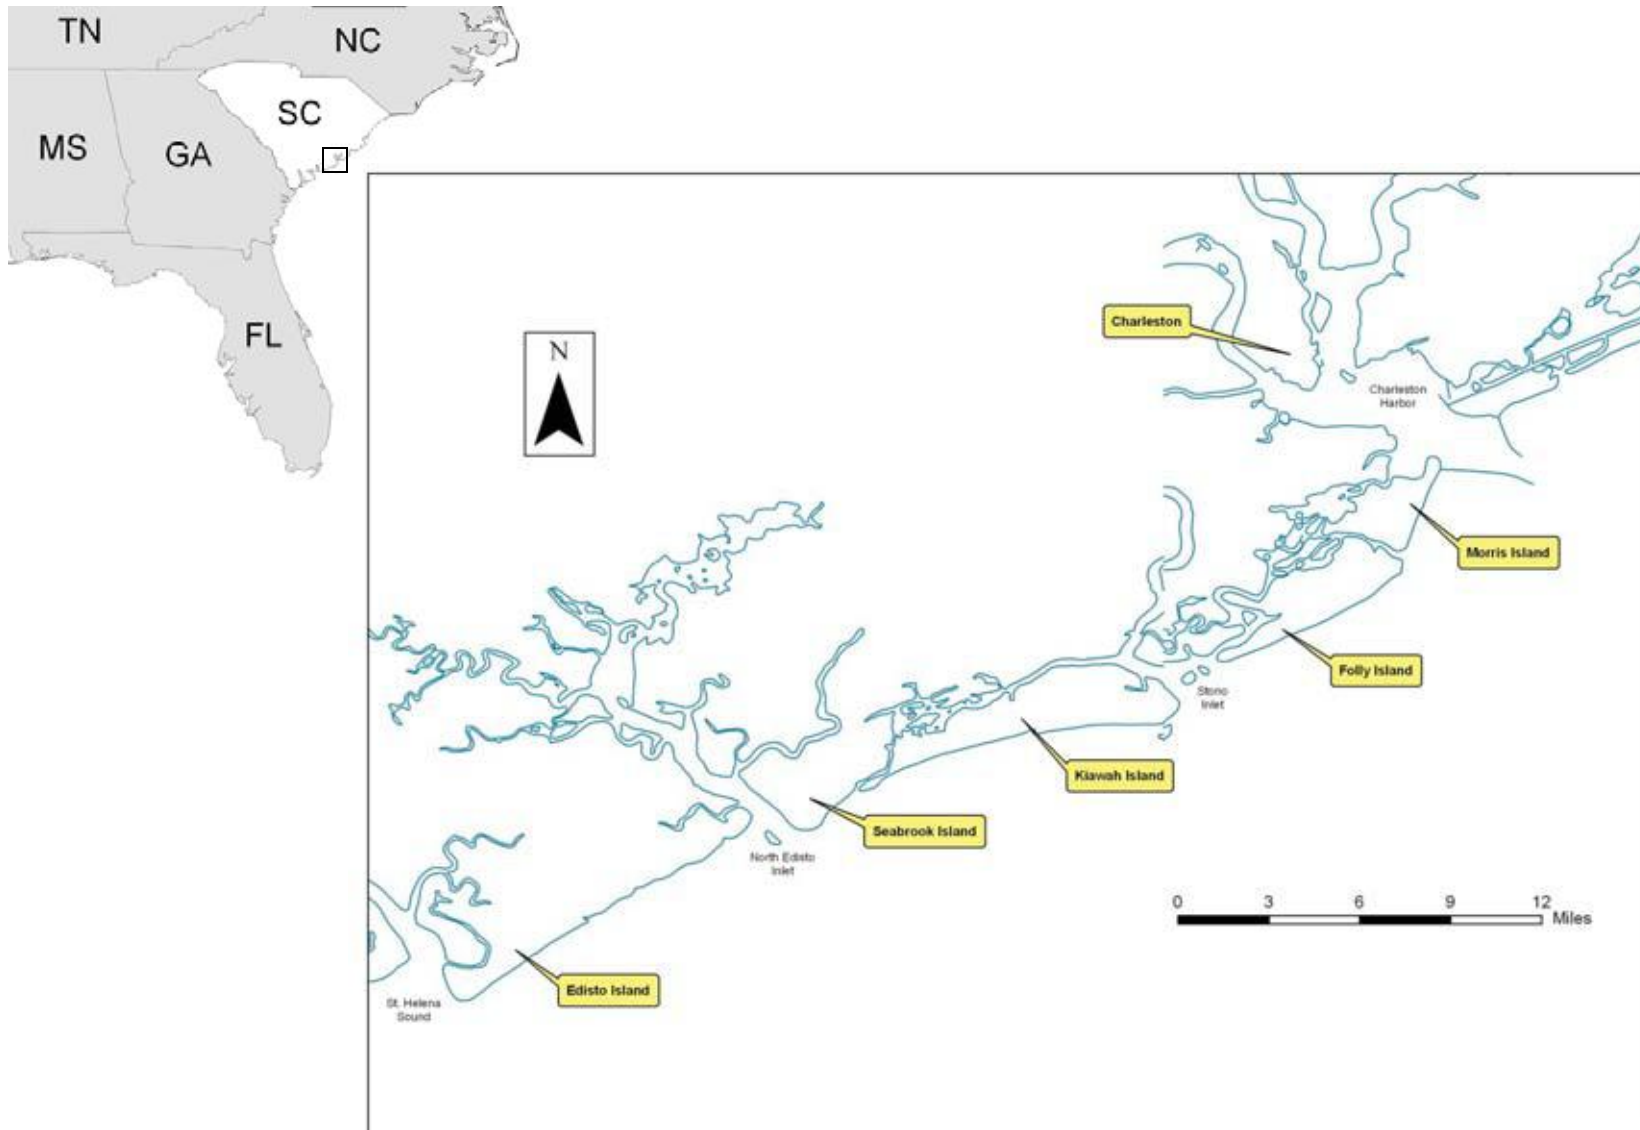 TN
NC
SC
MS
GA
FL
N
Charleston
Charleston
Harbor
Morris Island
Folly Island
Stono
Inlet
Kiawah Island
Seabrook Island
North Edisto
Inlet
0 3 6 9 12
Miles
Edisto Island
St. Helena
Sound